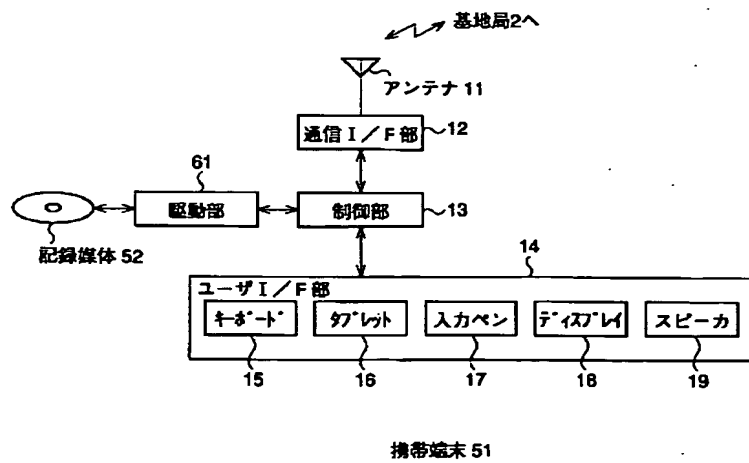 基地局2へ
アンテナ 11
通信 I／F 部 12
61
駆動部
制御部 13
記録媒体 52
14
ユーザ I／F 部
キーボード タブレット 入力ペン ディスプレイ スピーカ
15 16 17 18 19
携帯端末 51